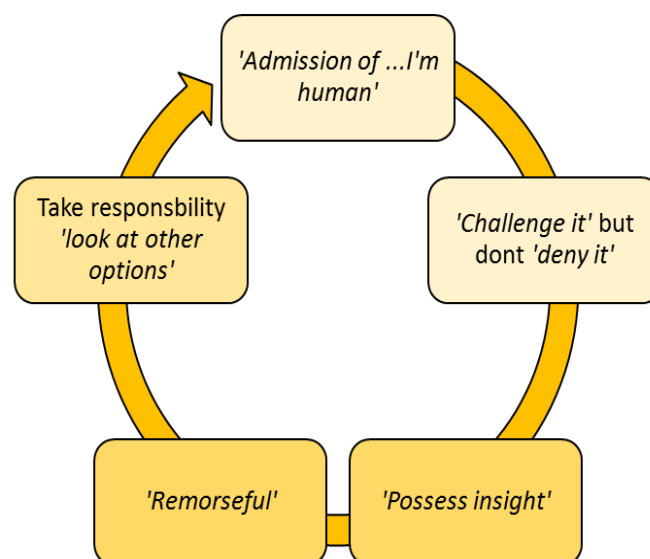 'Admission of ...I'm
human'
'Challenge it' but
dont 'deny it'
'Possess insight'
'Remorseful'
Take responsbility
'look at other
options'